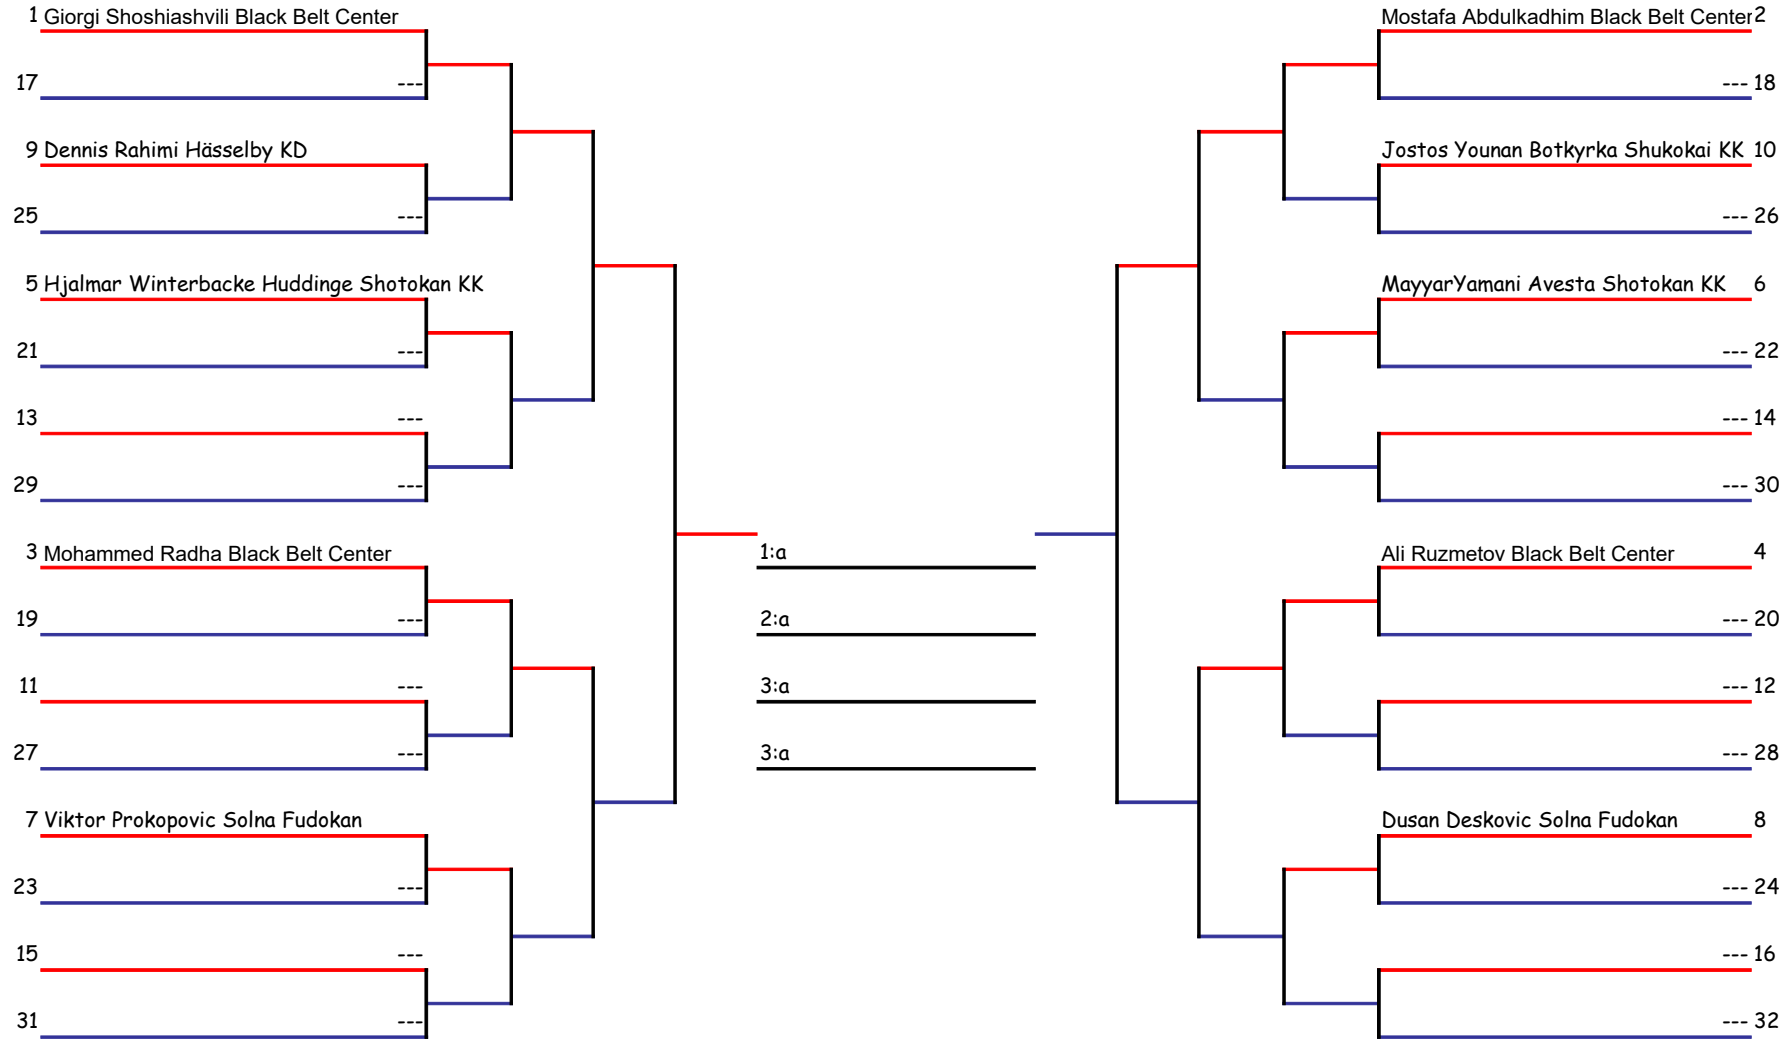 1 Giorgi Shoshiashvili Black Belt Center
17 ---
9 Dennis Rahimi Hässelby KD
25 ---
5 Hjalmar Winterbacke Huddinge Shotokan KK
21 ---
13 ---
29 ---
3 Mohammed Radha Black Belt Center
19 ---
11 ---
27 ---
7 Viktor Prokopovic Solna Fudokan
23 ---
15 ---
31 ---
1:a
2:a
3:a
3:a
Mostafa Abdulkadhim Black Belt Center 2
--- 18
Jostos Younan Botkyrka Shukokai KK 10
--- 26
MayyarYamani Avesta Shotokan KK 6
--- 22
--- 14
--- 30
Ali Ruzmetov Black Belt Center 4
--- 20
--- 12
--- 28
Dusan Deskovic Solna Fudokan 8
--- 24
--- 16
--- 32